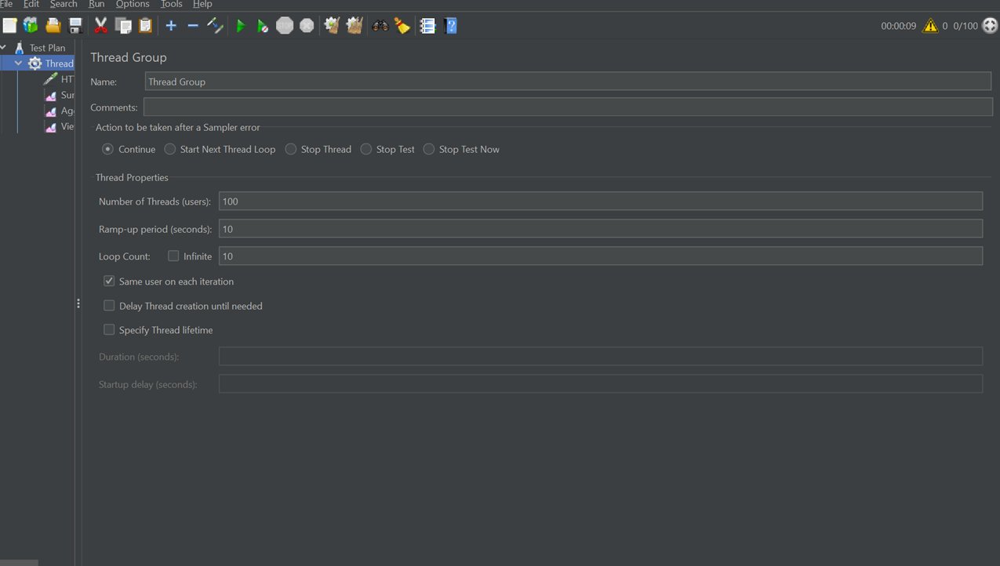 File Edit Search Run Options Tools Help
00:00:09 0 0/100
Test Plan
Thread
HT
Sur
Ag
Vie
Thread Group
Name: Thread Group
Comments:
Action to be taken after a Sampler error
Continue Start Next Thread Loop Stop Thread Stop Test Stop Test Now
Thread Properties
Number of Threads (users): 100
Ramp-up period (seconds): 10
Loop Count: Infinite 10
Same user on each iteration
Delay Thread creation until needed
Specify Thread lifetime
Duration (seconds):
Startup delay (seconds):